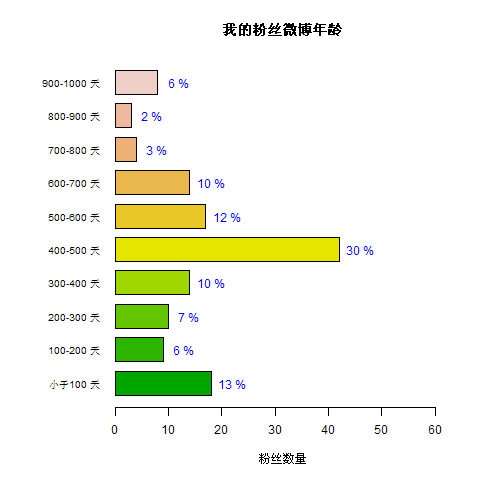 我的粉丝微博年龄
900-1000 天
6 %
800-900 天
2 %
700-800 天
3 %
600-700 天
10 %
500-600 天
12 %
400-500 天
30 %
300-400 天
10 %
200-300 天
7 %
100-200 天
6 %
小于100 天
13 %
0 10 20 30 40 50 60
粉丝数量